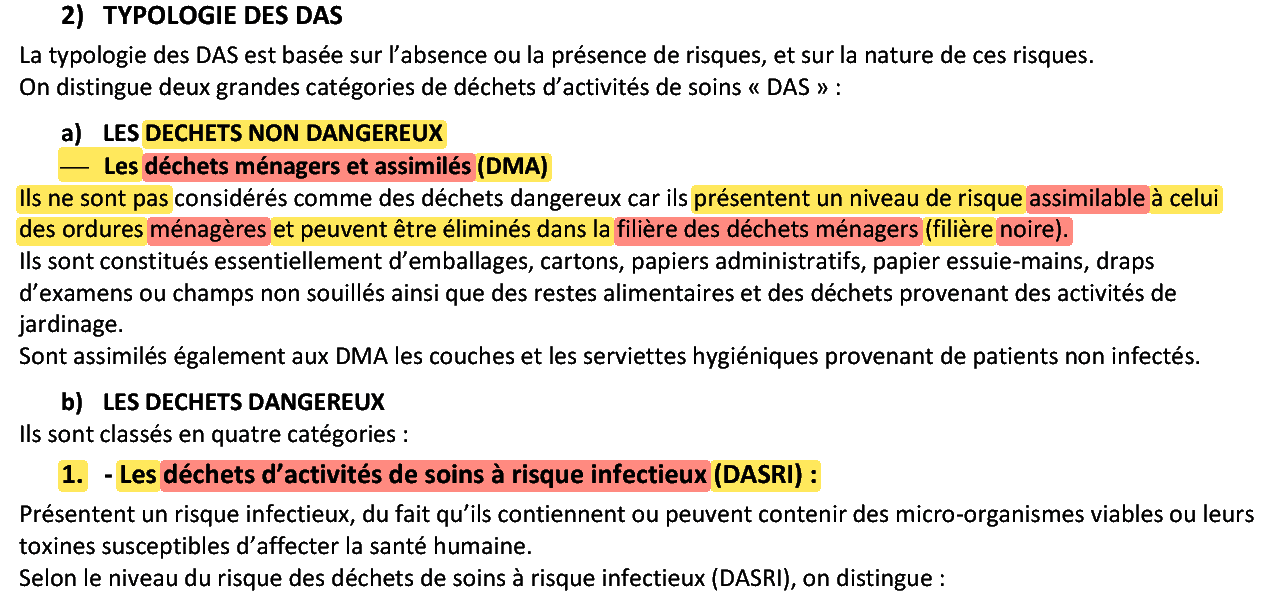 2) TYPOLOGIE DES DAS
La typologie des DAS est basée sur l’absence ou la présence de risques, et sur la nature de ces risques.
On distingue deux grandes catégories de déchets d’activités de soins « DAS » :
a) LES DECHETS NON DANGEREUX
— Les déchets ménagers et assimilés (DMA)
Ils ne sont pas considérés comme des déchets dangereux car ils présentent un niveau de risque assimilable à celui
des ordures ménagères et peuvent être éliminés dans la filière des déchets ménagers (filière noire).
Ils sont constitués essentiellement d’emballages, cartons, papiers administratifs, papier essuie-mains, draps
d’examens ou champs non souillés ainsi que des restes alimentaires et des déchets provenant des activités de
jardinage.
Sont assimilés également aux DMA les couches et les serviettes hygiéniques provenant de patients non infectés.
b) LES DECHETS DANGEREUX
Ils sont classés en quatre catégories :
1. - Les déchets d’activités de soins à risque infectieux (DASRI) :
Présentent un risque infectieux, du fait qu’ils contiennent ou peuvent contenir des micro-organismes viables ou leurs
toxines susceptibles d’affecter la santé humaine.
Selon le niveau du risque des déchets de soins à risque infectieux (DASRI), on distingue :